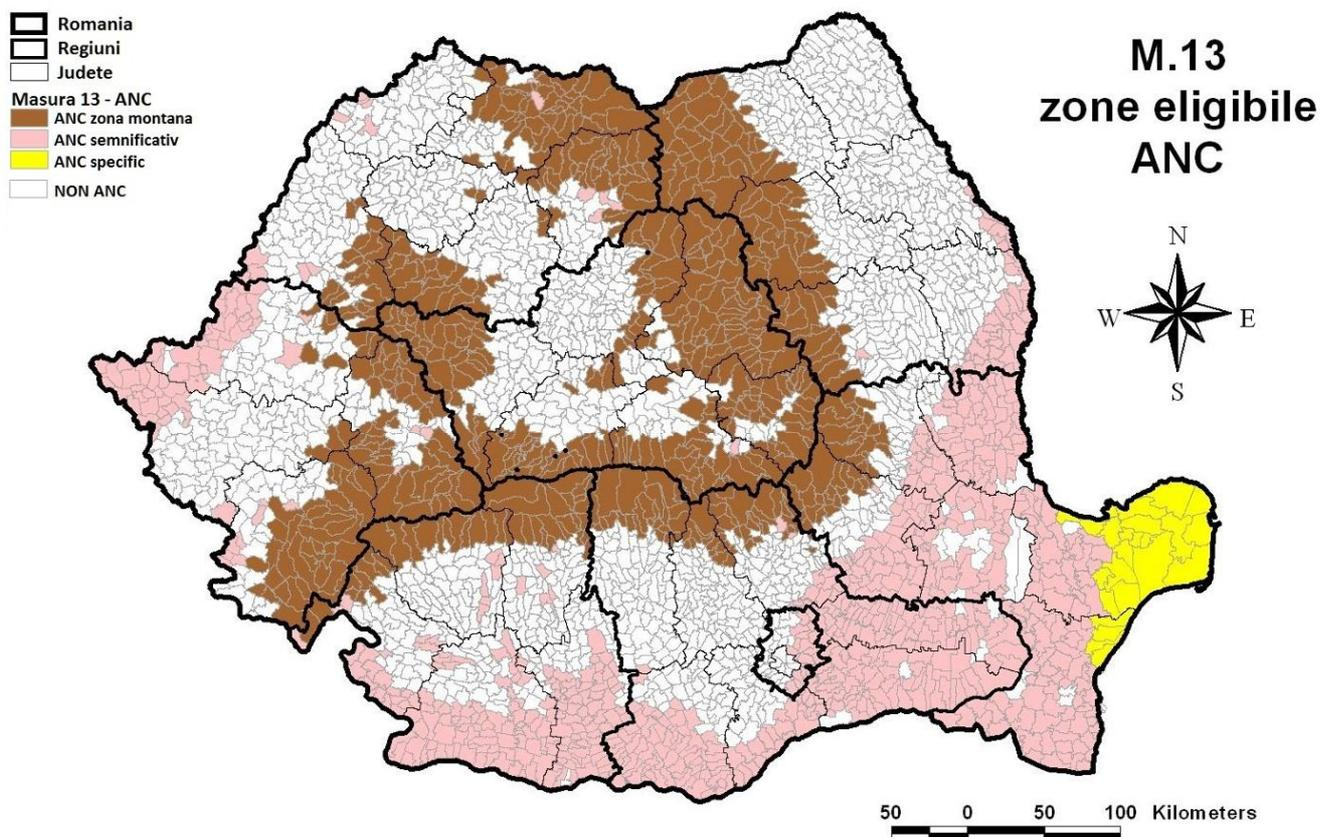 Romania
Regiuni
Judete
Masura 13 - ANC
ANC zona montana
ANC semnificativ
ANC specific
NON ANC
M.13
zone eligibile
ANC
N
W
E
S
50 0 50 100 Kilometers